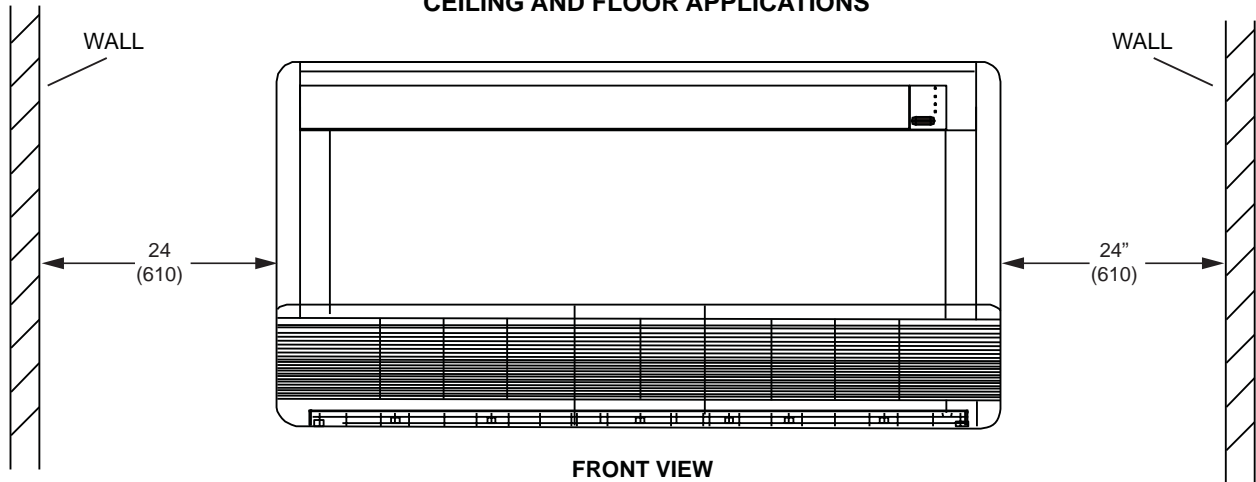 CEILING AND FLOOR APPLICATIONS
WALL
WALL
24
(610)
24”
(610)
FRONT VIEW